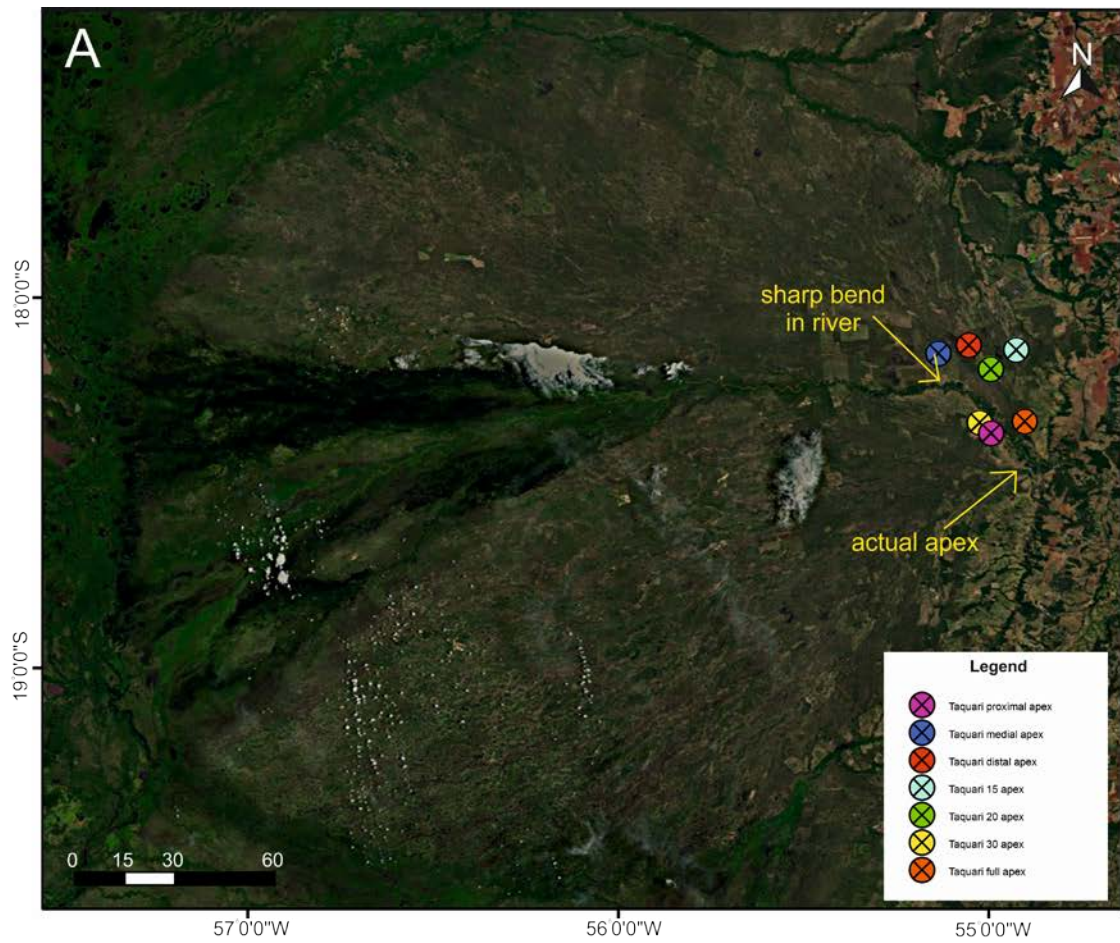 A
N
18°0'0"S
sharp bend
in river
actual apex
19°0'0"S
Legend
Taquari proximal apex
Taquari medial apex
Taquari distal apex
Taquari 15 apex
Taquari 20 apex
Taquari 30 apex
Taquari full apex
0 15 30 60
57°0'0"W 56°0'0"W 55°0'0"W